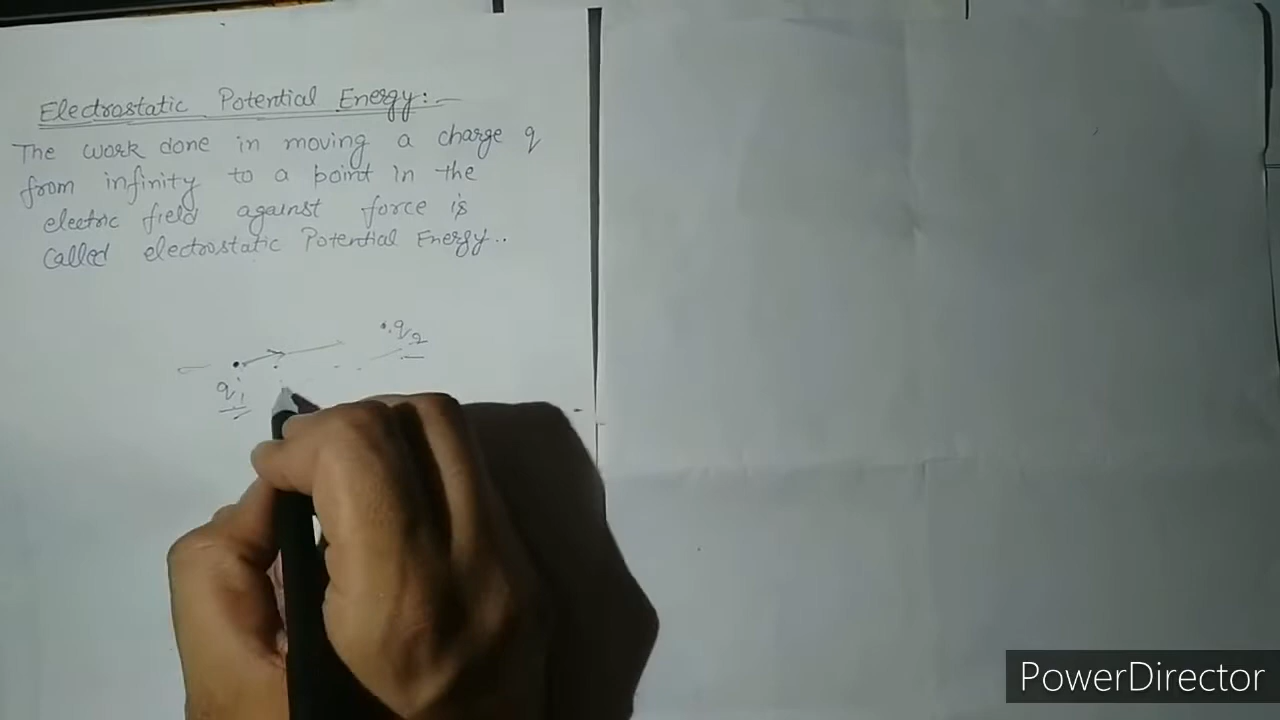 Electrostatic Potential Energy:-
The work done in moving a charge q
from infinity to a point in the
electric field against force is
Called electrostatic Potential Energy..
q2
q1
PowerDirector